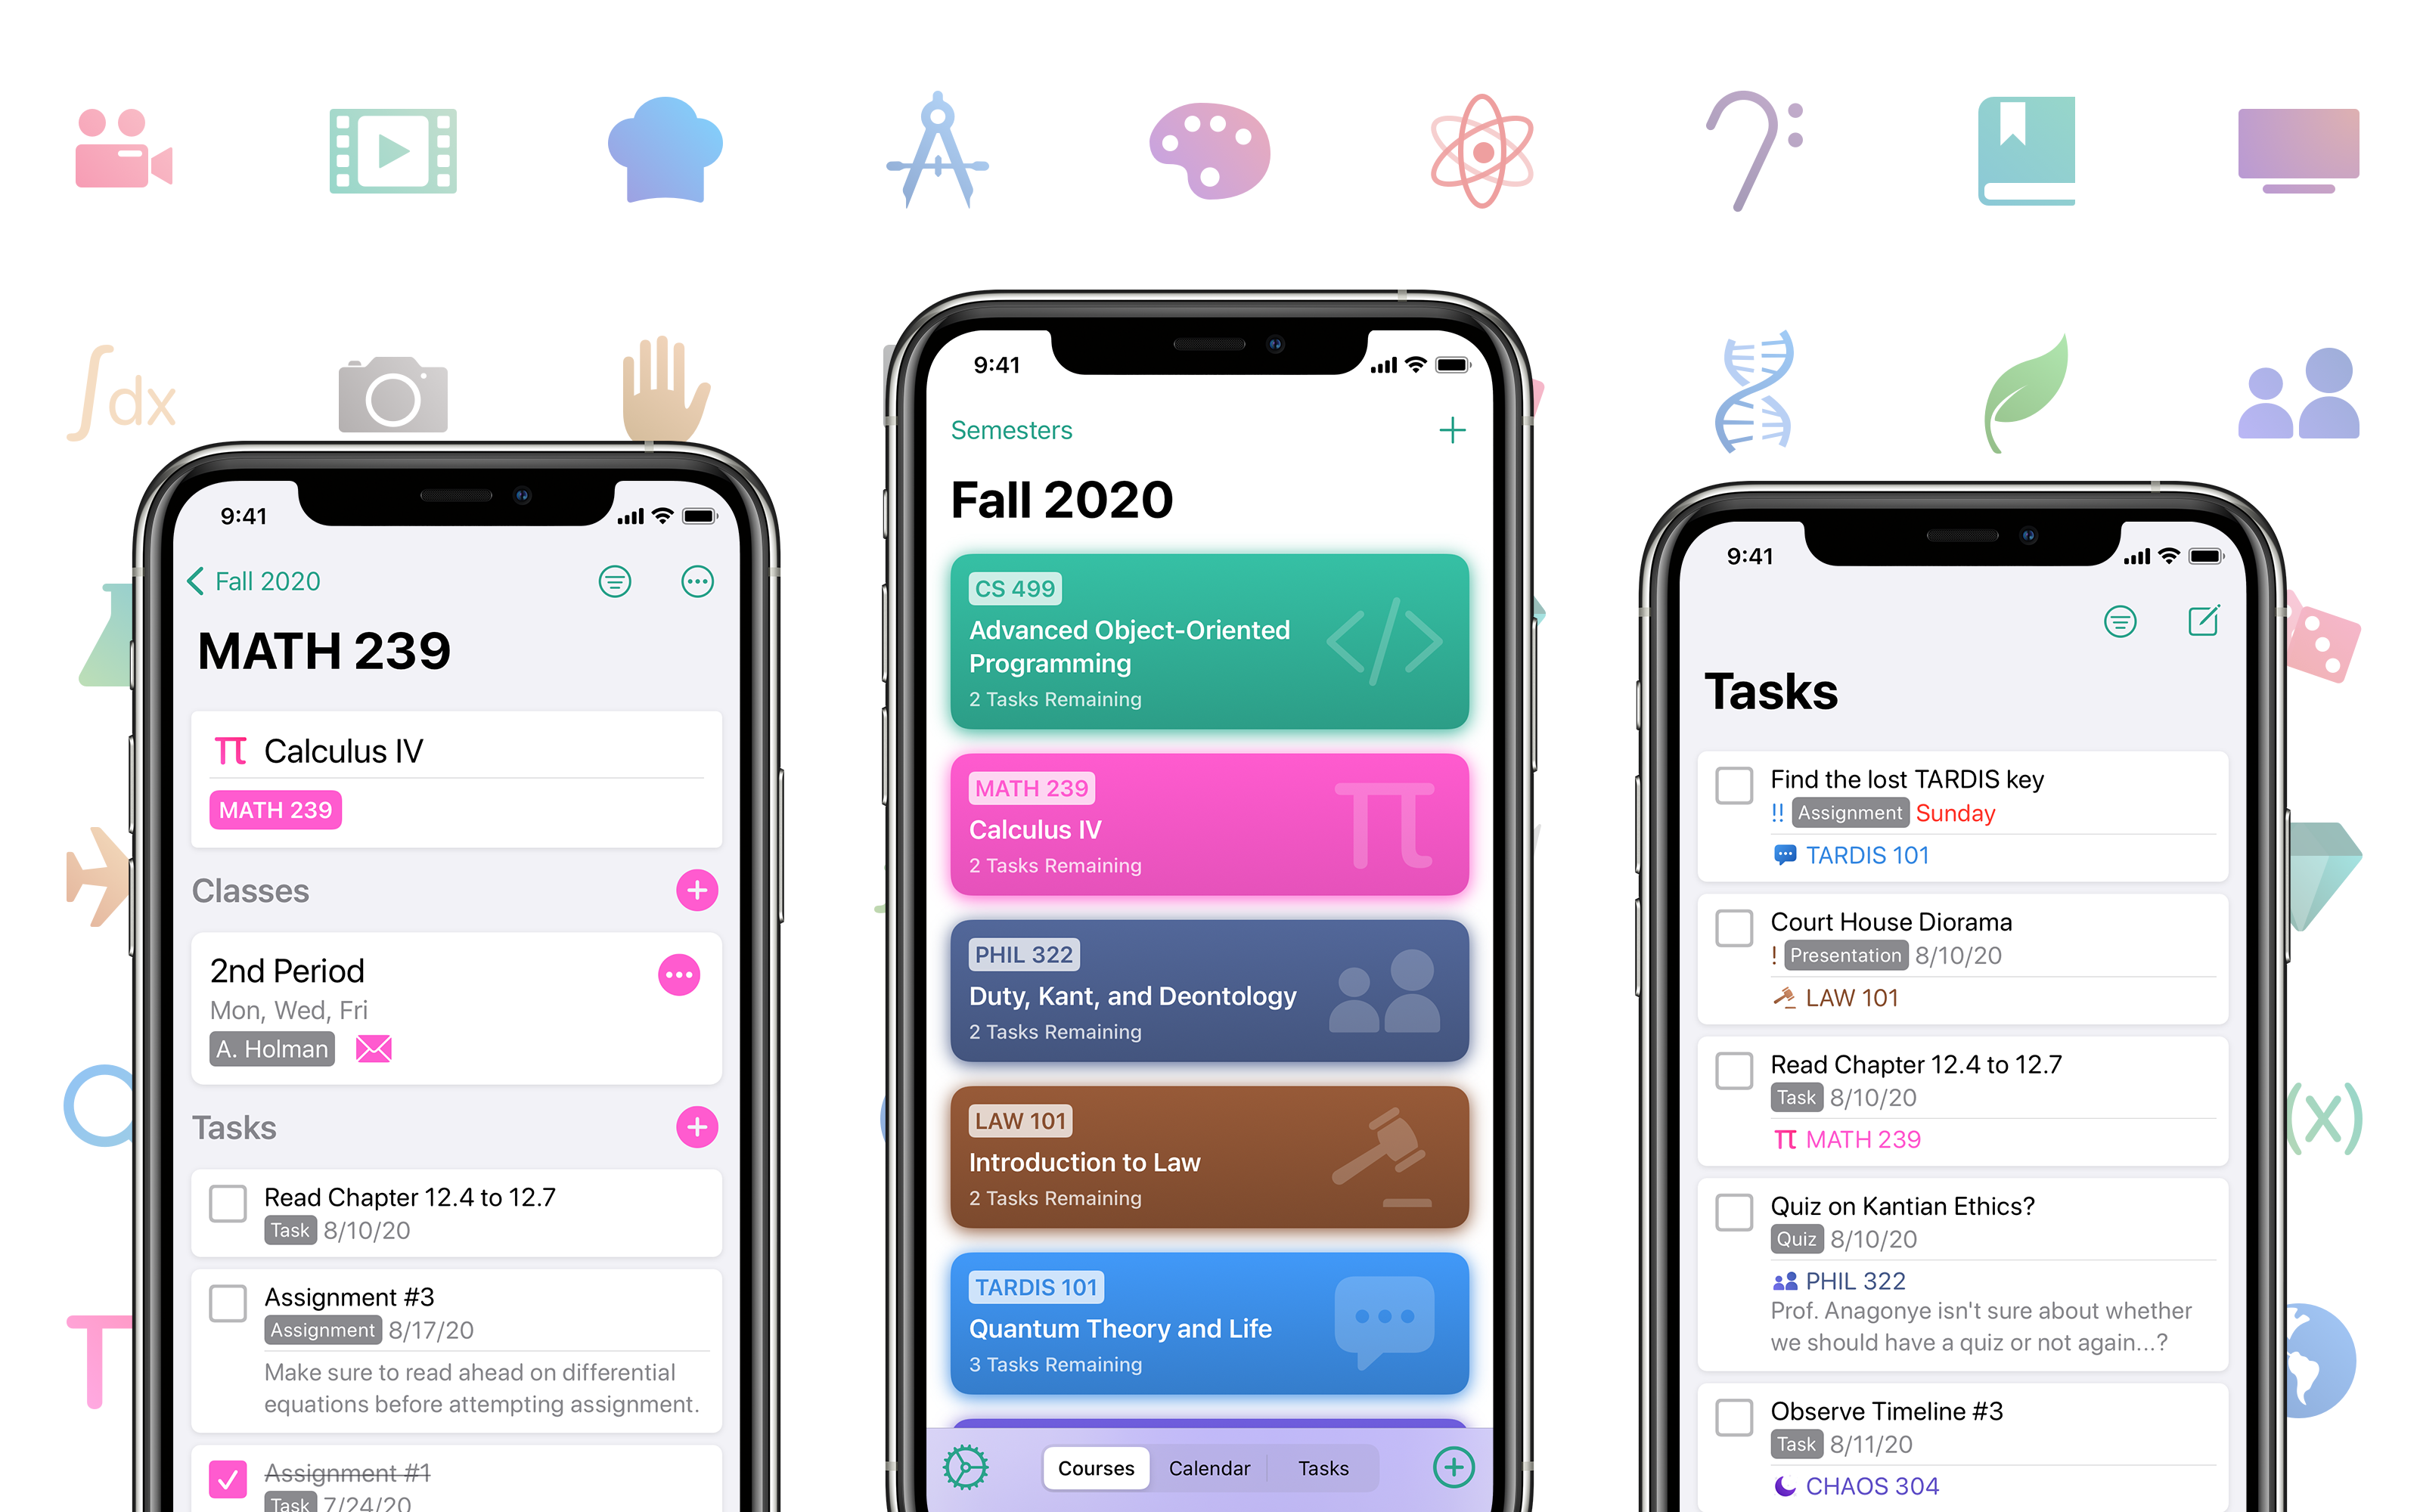 ∫dx
9:41
Fall 2020
MATH 239
π Calculus IV
MATH 239
Classes
2nd Period
Mon, Wed, Fri
A. Holman
Tasks
Read Chapter 12.4 to 12.7
Task 8/10/20
Assignment #3
Assignment 8/17/20
Make sure to read ahead on differential
equations before attempting assignment.
Assignment #1
Task 7/24/20
9:41
Semesters
Fall 2020
CS 499
Advanced Object-Oriented
Programming
2 Tasks Remaining
</>
MATH 239
Calculus IV
2 Tasks Remaining
π
PHIL 322
Duty, Kant, and Deontology
2 Tasks Remaining
LAW 101
Introduction to Law
2 Tasks Remaining
TARDIS 101
Quantum Theory and Life
3 Tasks Remaining
Courses Calendar Tasks
9:41
Tasks
Find the lost TARDIS key
!! Assignment Sunday
TARDIS 101
Court House Diorama
! Presentation 8/10/20
LAW 101
Read Chapter 12.4 to 12.7
Task 8/10/20
π MATH 239
Quiz on Kantian Ethics?
Quiz 8/10/20
PHIL 322
Prof. Anagonye isn't sure about whether
we should have a quiz or not again...?
Observe Timeline #3
Task 8/11/20
CHAOS 304
(x)